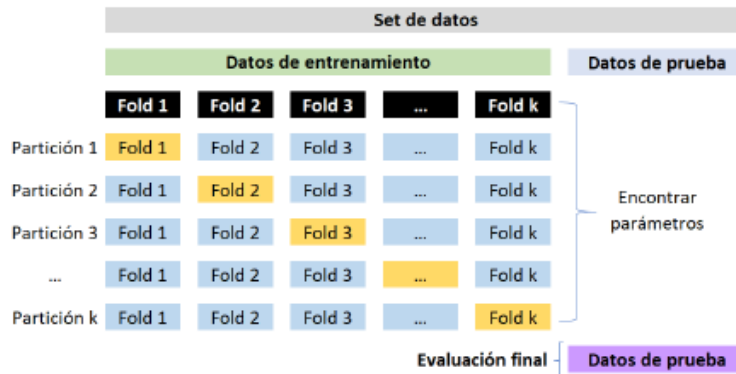 Set de datos
Datos de entrenamiento Datos de prueba
Fold 1 Fold 2 Fold 3 ... Fold k
Partición 1 Fold 1 Fold 2 Fold 3 ... Fold k
Partición 2 Fold 1 Fold 2 Fold 3 ... Fold k
Partición 3 Fold 1 Fold 2 Fold 3 ... Fold k
... Fold 1 Fold 2 Fold 3 ... Fold k
Partición k Fold 1 Fold 2 Fold 3 ... Fold k
Encontrar
parámetros
Evaluación final Datos de prueba